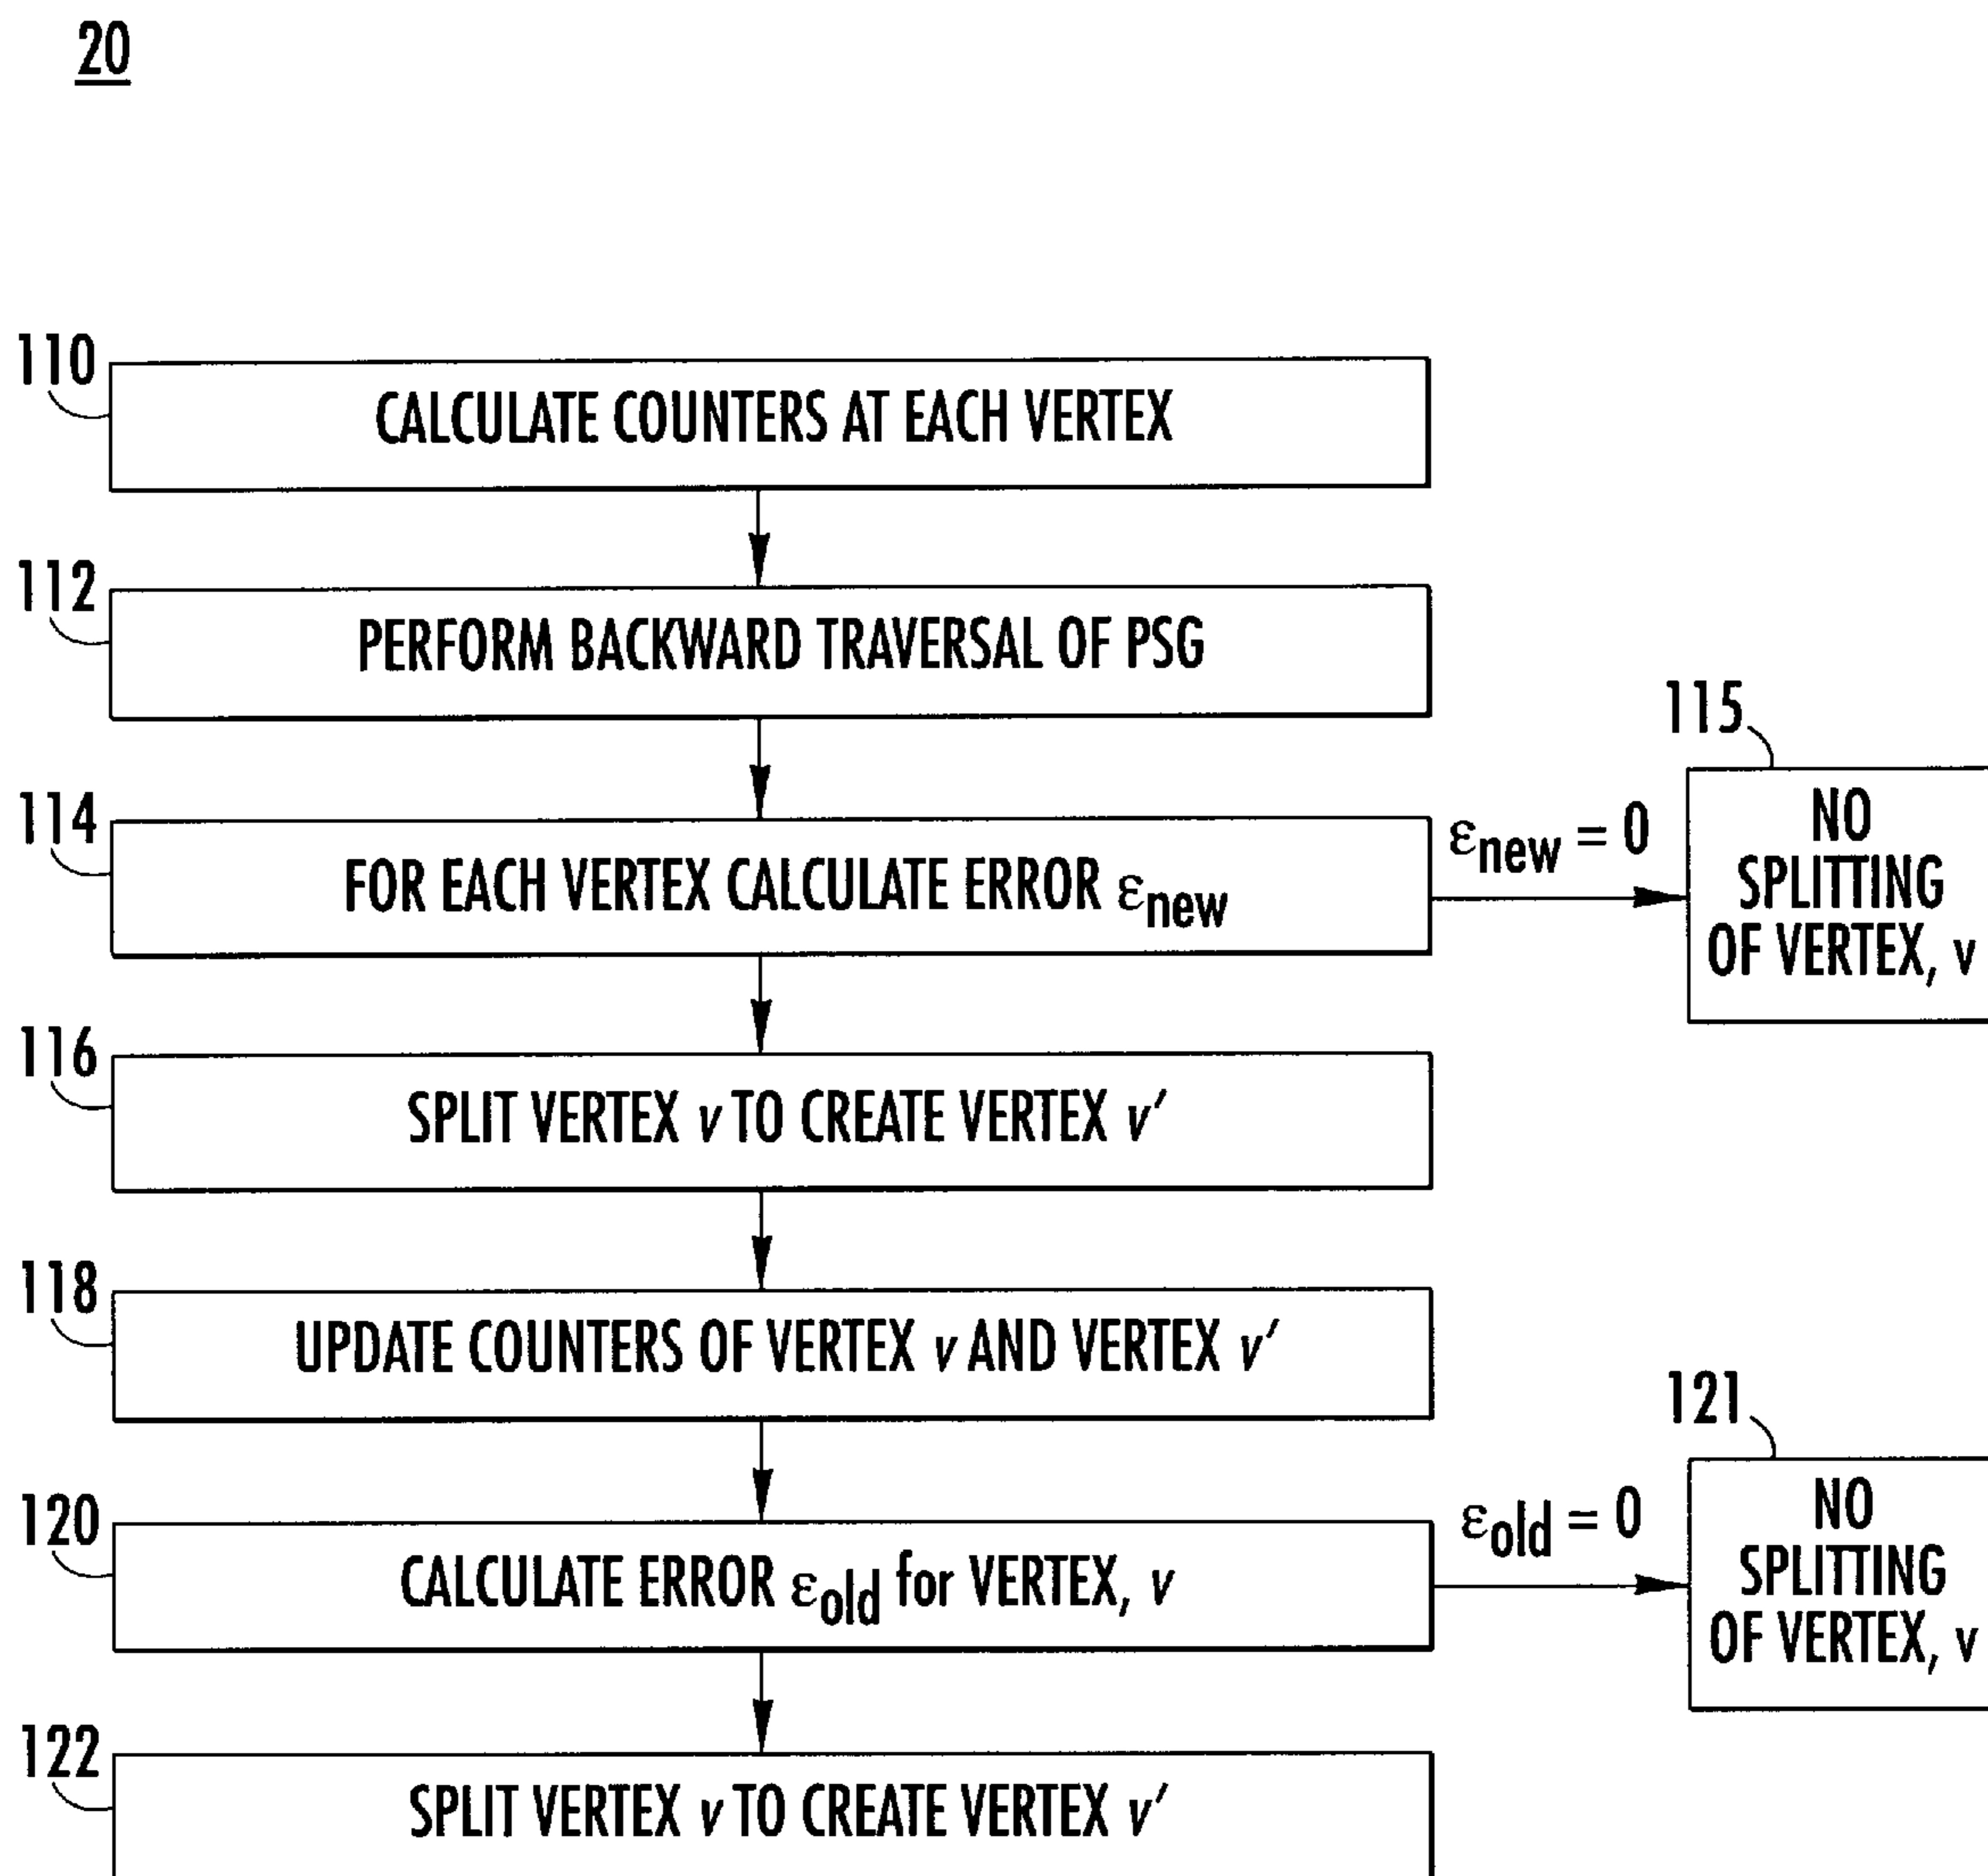 20
110
CALCULATE COUNTERS AT EACH VERTEX
112
PERFORM BACKWARD TRAVERSAL OF PSG
114
FOR EACH VERTEX CALCULATE ERROR εnew
εnew = 0
115
NO
SPLITTING
OF VERTEX, v
116
SPLIT VERTEX v TO CREATE VERTEX v′
118
UPDATE COUNTERS OF VERTEX v AND VERTEX v′
120
CALCULATE ERROR εold for VERTEX, v
εold = 0
121
NO
SPLITTING
OF VERTEX, v
122
SPLIT VERTEX v TO CREATE VERTEX v′